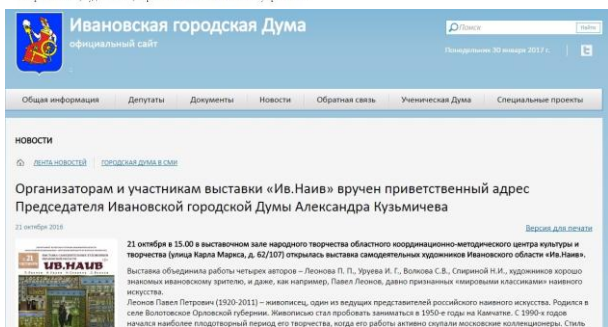 Ивановская городская Дума
официальный сайт
Поиск
Найти
Понедельник 30 января 2017 г.
Общая информация Депутаты Документы Новости Обратная связь Ученическая Дума Специальные проекты
НОВОСТИ
ЛЕНТА НОВОСТЕЙ ГОРОДСКАЯ ДУМА В СМИ
Организаторам и участникам выставки «Ив.Наив» вручен приветственный адрес
Председателя Ивановской городской Думы Александра Кузьмичева
21 октября 2016
Версия для печати
ИВ.НАИВ
21 октября в 15.00 в выставочном зале народного творчества областного координационно-методического центра культуры и
творчества (улица Карла Маркса, д. 62/107) открылась выставка самодеятельных художников Ивановской области «Ив.Наив».
Выставка объединила работы четырех авторов – Леонова П. П., Уруева И. Г., Волкова С.В., Спириной Н.И., художников хорошо
знакомых ивановскому зрителю, и даже, как например, Павел Леонов, давно признанных «мировыми классиками» наивного
искусства.
Леонов Павел Петрович (1920-2011) – живописец, один из ведущих представителей российского наивного искусства. Родился в
селе Волотовское Орловской губернии. Живописью стал пробовать заниматься в 1950-е годы на Камчатке. С 1990-х годов
начался наиболее плодотворный период его творчества, когда его работы активно скупали московские коллекционеры. Стиль